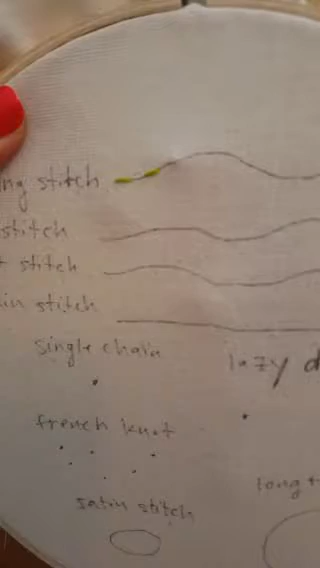 stitch
stitch
stitch
stitch
single chain
lazy
french knot
long
satin stitch